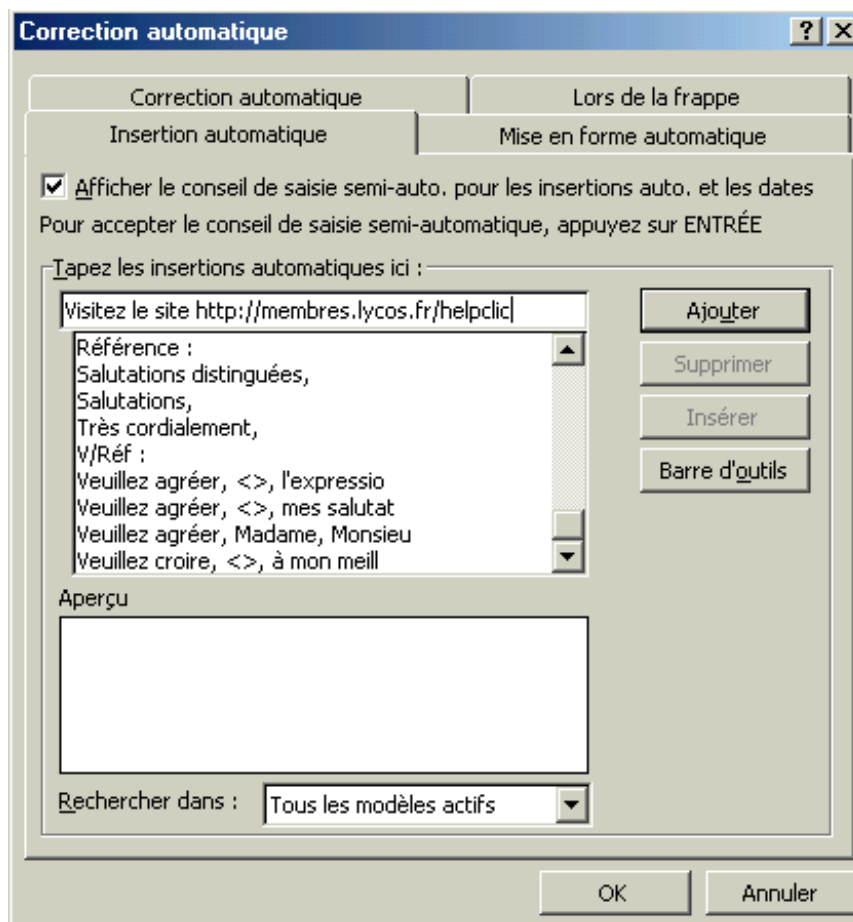 Correction automatique
Correction automatique
Lors de la frappe
Insertion automatique
Mise en forme automatique
Afficher le conseil de saisie semi-auto. pour les insertions auto. et les dates
Pour accepter le conseil de saisie semi-automatique, appuyez sur ENTRÉE
Tapez les insertions automatiques ici :
Visitez le site http://membres.lycos.fr/helpclic
Ajouter
Référence :
Salutations distinguées,
Salutations,
Très cordialement,
V/Réf :
Veuillez agréer, <>, l'expressio
Veuillez agréer, <>, mes salutat
Veuillez agréer, Madame, Monsieu
Veuillez croire, <>, à mon meill
Supprimer
Insérer
Barre d'outils
Aperçu
Rechercher dans :
Tous les modèles actifs
OK
Annuler